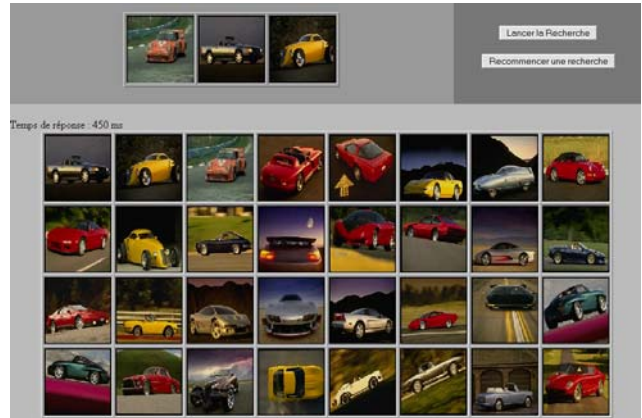 Lancer la Recherche
Recommencer une recherche
Temps de réponse : 450 ms